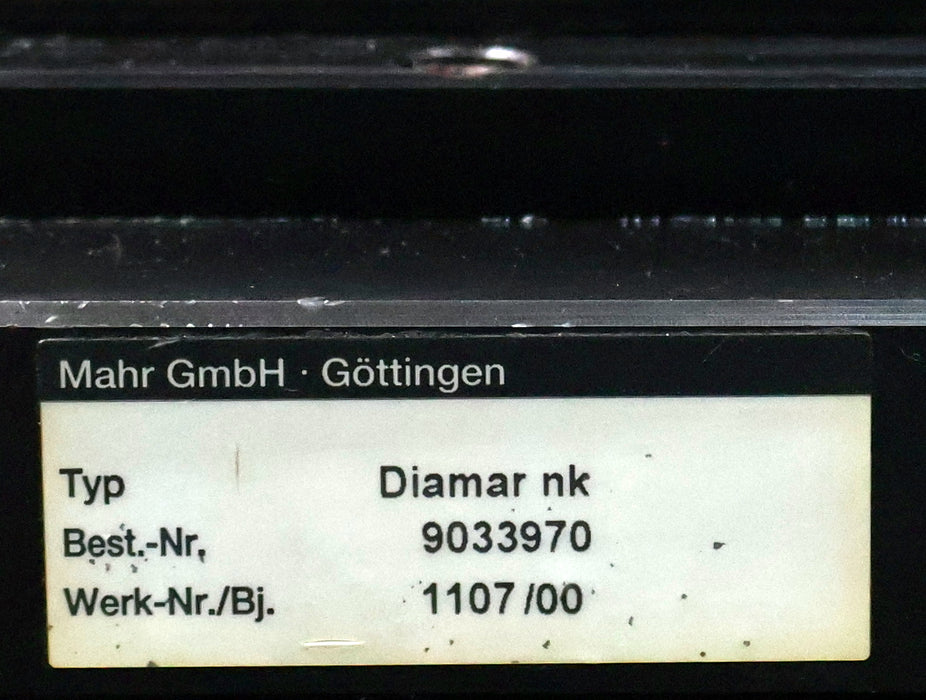 Mahr GmbH · Göttingen
Typ Diamar nk
Best.-Nr. 9033970
Werk-Nr./Bj. 1107/00